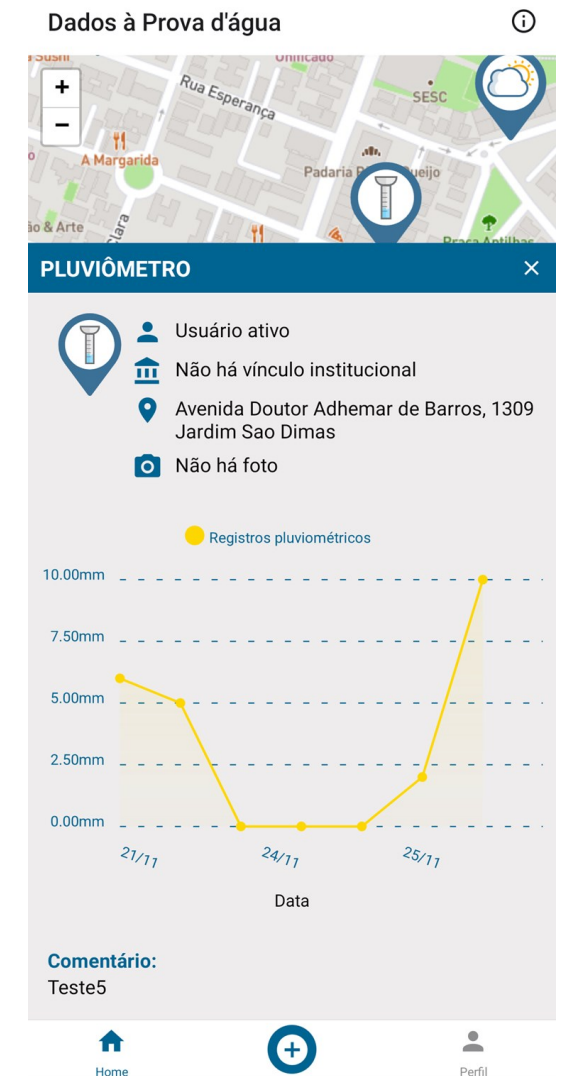 Dados à Prova d'água
Sushi
Unificado
+
−
Rua Esperança
SESC
A Margarida
Padaria
ueijo
ão & Arte
Clara
Praça Antilhas
PLUVIÔMETRO
Usuário ativo
Não há vínculo institucional
Avenida Doutor Adhemar de Barros, 1309
Jardim Sao Dimas
Não há foto
Registros pluviométricos
10.00mm
7.50mm
5.00mm
2.50mm
0.00mm
21/11
24/11
25/11
Data
Comentário:
Teste5
Home
Perfil